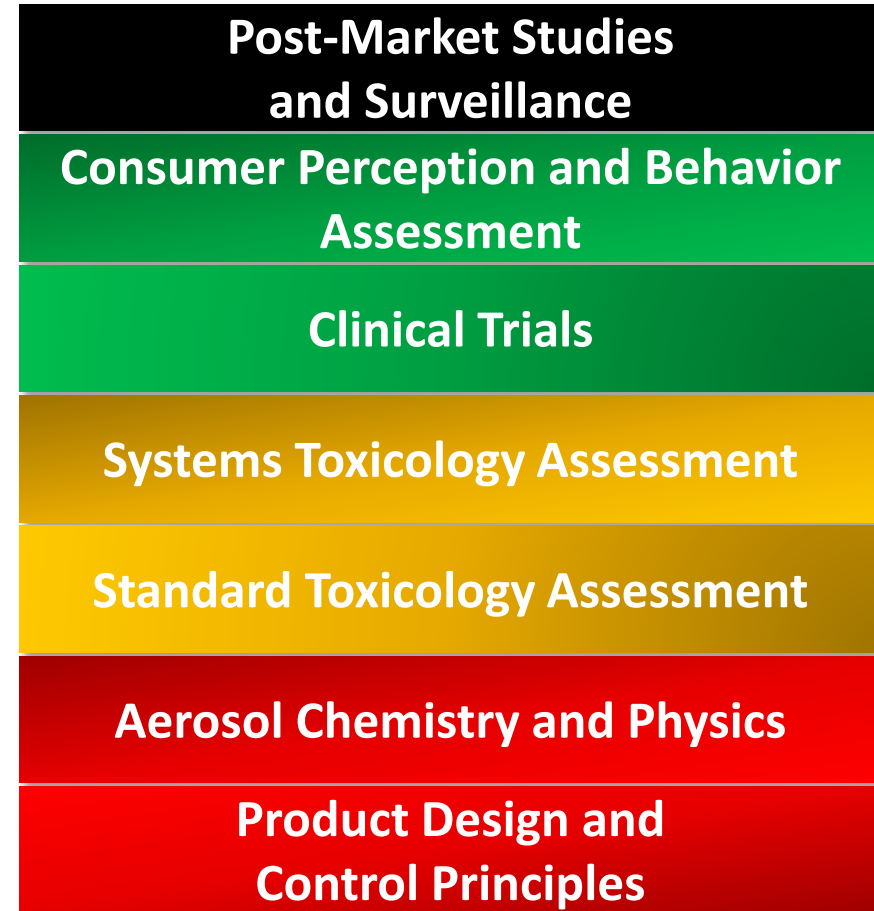 Post-Market Studies
and Surveillance
Consumer Perception and Behavior
Assessment
Clinical Trials
Systems Toxicology Assessment
Standard Toxicology Assessment
Aerosol Chemistry and Physics
Product Design and
Control Principles